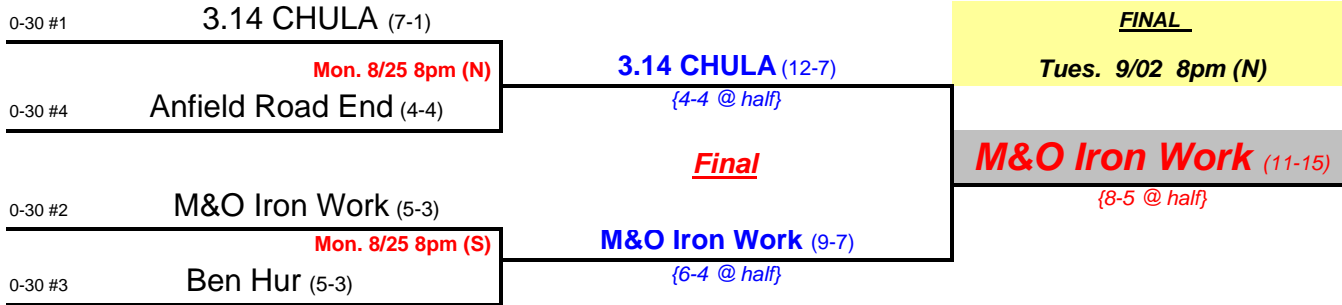 0-30 #1 3.14 CHULA (7-1)
Mon. 8/25 8pm (N)
0-30 #4 Anfield Road End (4-4)
0-30 #2 M&O Iron Work (5-3)
Mon. 8/25 8pm (S)
0-30 #3 Ben Hur (5-3)
3.14 CHULA (12-7)
{4-4 @ half}
Final
M&O Iron Work (9-7)
{6-4 @ half}
FINAL
Tues. 9/02 8pm (N)
M&O Iron Work (11-15)
{8-5 @ half}